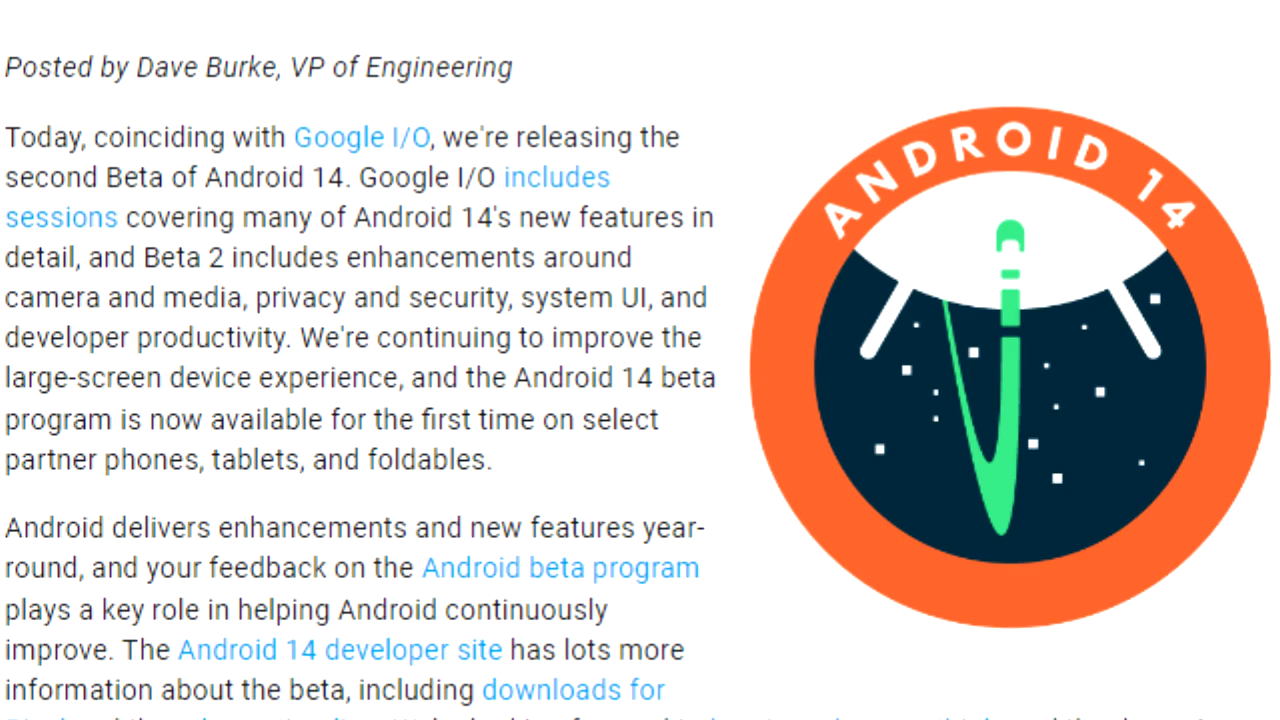 Posted by Dave Burke, VP of Engineering
Today, coinciding with Google I/O, we're releasing the
second Beta of Android 14. Google I/O includes
sessions covering many of Android 14's new features in
detail, and Beta 2 includes enhancements around
camera and media, privacy and security, system UI, and
developer productivity. We're continuing to improve the
large-screen device experience, and the Android 14 beta
program is now available for the first time on select
partner phones, tablets, and foldables.
Android delivers enhancements and new features year-
round, and your feedback on the Android beta program
plays a key role in helping Android continuously
improve. The Android 14 developer site has lots more
information about the beta, including downloads for
ANDROID 14